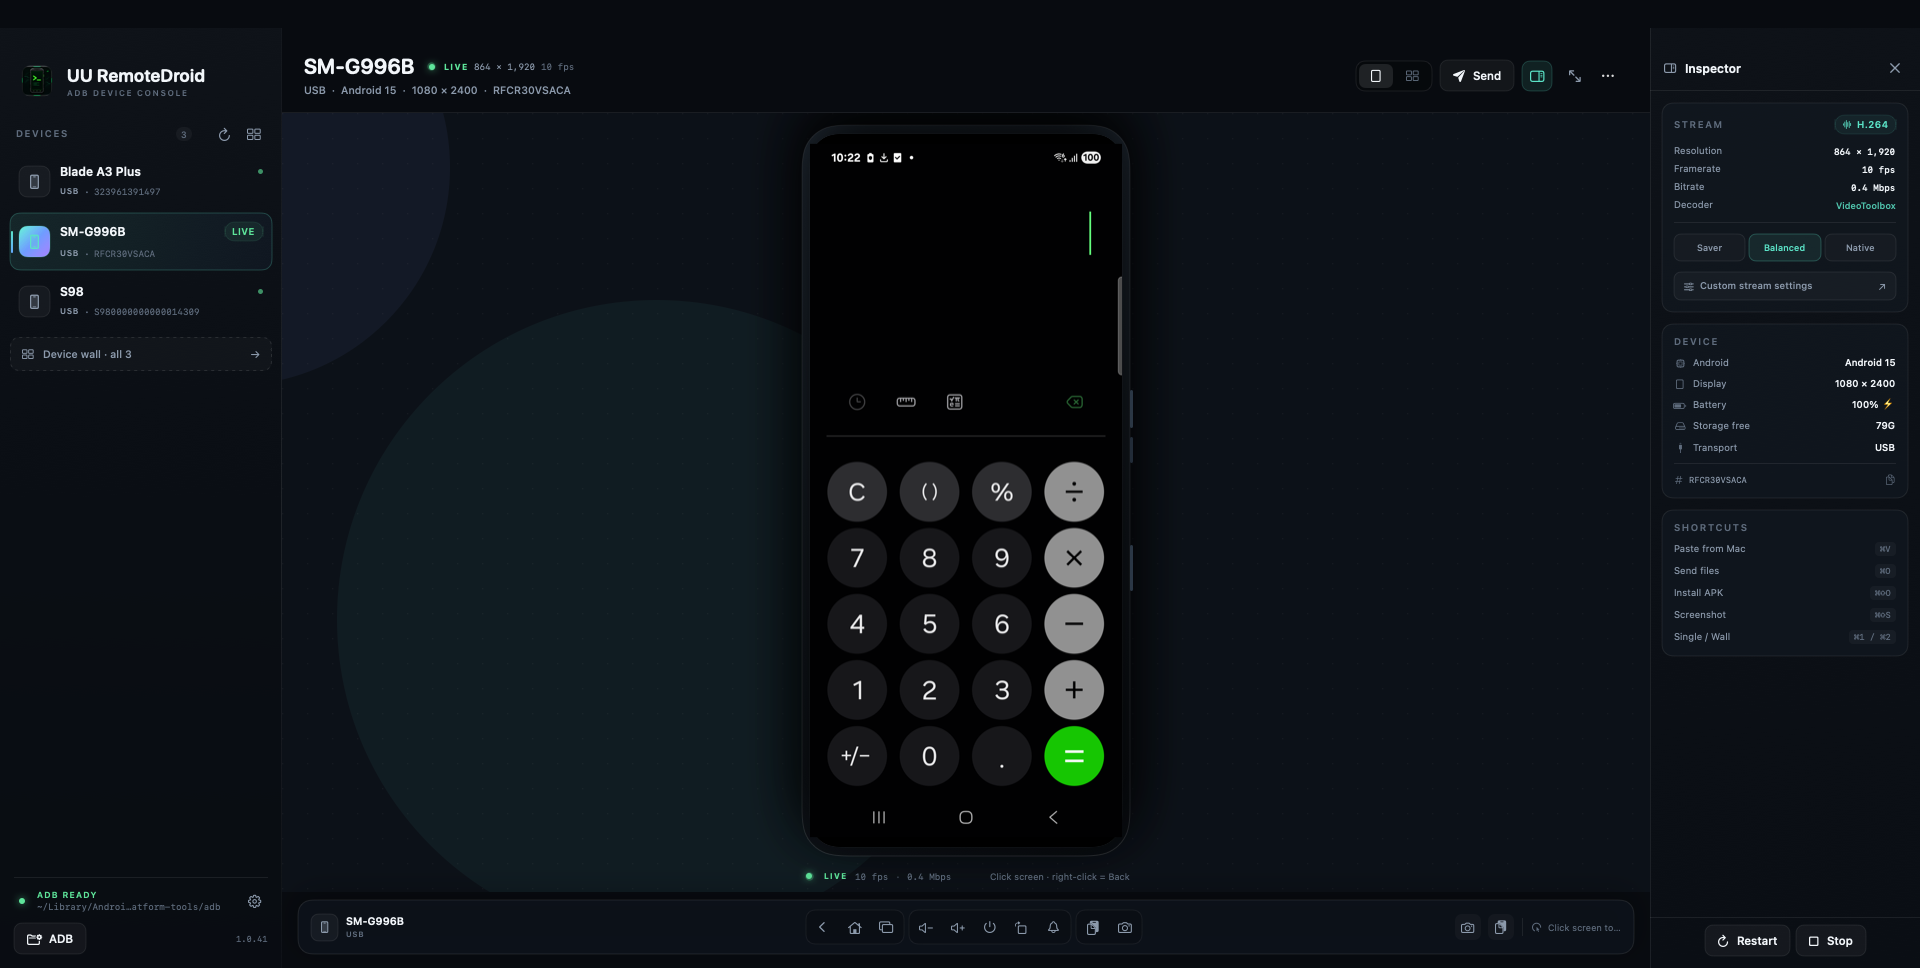 UU RemoteDroid
ADB DEVICE CONSOLE
DEVICES 3
Blade A3 Plus
USB · 323961391497
SM-G996B LIVE
USB · RFCR30VSACA
S98
USB · S980000000000014309
Device wall · all 3
ADB READY
~/Library/Androi…atform-tools/adb
ADB 1.0.41
SM-G996B LIVE 864 × 1,920 10 fps
USB · Android 15 · 1080 × 2400 · RFCR30VSACA
Send
10:22 100
C () % ÷
7 8 9 ×
4 5 6 −
1 2 3 +
+/− 0 . =
LIVE 10 fps · 0.4 Mbps Click screen · right-click = Back
SM-G996B
USB
Click screen to…
Inspector
STREAM H.264
Resolution 864 × 1,920
Framerate 10 fps
Bitrate 0.4 Mbps
Decoder VideoToolbox
Saver Balanced Native
Custom stream settings
DEVICE
Android Android 15
Display 1080 × 2400
Battery 100% ⚡
Storage free 79G
Transport USB
# RFCR30VSACA
SHORTCUTS
Paste from Mac ⌘V
Send files ⌘O
Install APK ⌘⇧O
Screenshot ⌘⇧S
Single / Wall ⌘1 / ⌘2
Restart Stop